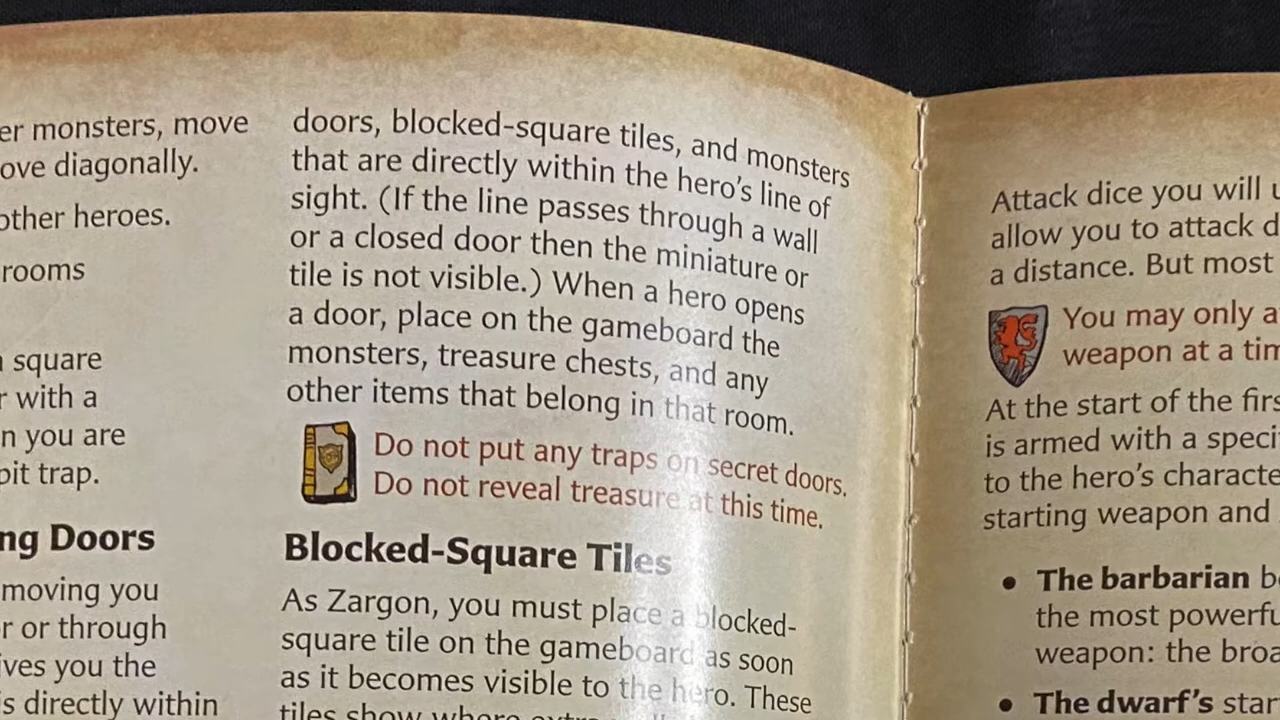 er monsters, move
ove diagonally.
other heroes.
rooms
square
r with a
n you are
pit trap.
ng Doors
moving you
r or through
ives you the
s directly within
doors, blocked-square tiles, and monsters
that are directly within the hero's line of
sight. (If the line passes through a wall
or a closed door then the miniature or
tile is not visible.) When a hero opens
a door, place on the gameboard the
monsters, treasure chests, and any
other items that belong in that room.
Do not put any traps on secret doors.
Do not reveal treasure at this time.
Blocked-Square Tiles
As Zargon, you must place a blocked-
square tile on the gameboard as soon
as it becomes visible to the hero. These
tiles show where
Attack dice you will u
allow you to attack d
a distance. But most
You may only a
weapon at a tim
At the start of the firs
is armed with a speci
to the hero's characte
starting weapon and
• The barbarian b
the most powerfu
weapon: the broa
• The dwarf's star